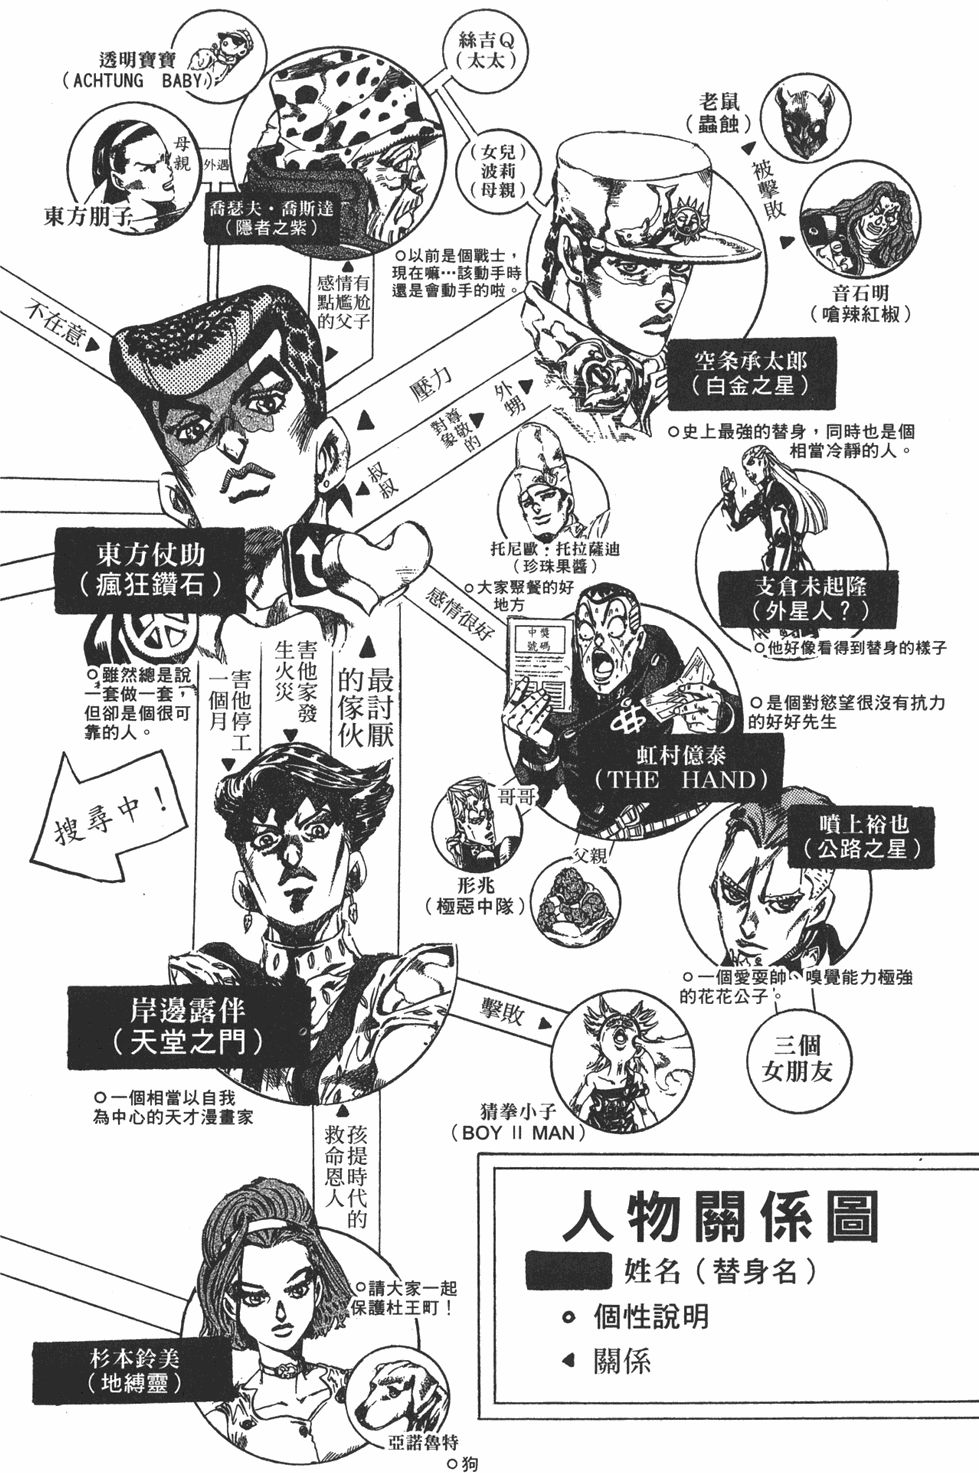 透明寶寶
（ACHTUNG BABY）
絲吉Q
（太太）
母親
外遇
東方朋子
喬瑟夫・喬斯達
（隱者之紫）
（女兒）
波莉
（母親）
老鼠
（蟲蝕）
被擊敗
音石明
（嗆辣紅椒）
以前是個戰士，
現在嘛…該動手時
還是會動手的啦。
情有
感尷
點尬
的父子
不在意
壓力
外甥
尊敬的
對象
叔叔
空条承太郎
（白金之星）
史上最強的替身，同時也是個
相當冷靜的人。
托尼歐・托拉薩迪
（珍珠果醬）
大家聚餐的好
地方
東方仗助
（瘋狂鑽石）
雖然總是說
一套做一套，
但卻是個很可
靠的人。
感情很好
支倉未起隆
（外星人？）
他好像看得到替身的樣子
中獎
號碼
是個對慾望很沒有抗力
的好好先生
虹村億泰
（THE HAND）
最討厭
的傢伙
害他家發
生火災
害他停工
一個月
搜尋中！
哥哥
形兆
（極惡中隊）
父親
噴上裕也
（公路之星）
一個愛耍帥、嗅覺能力極強
的花花公子。
三個
女朋友
岸邊露伴
（天堂之門）
一個相當以自我
為中心的天才漫畫家
擊敗
猜拳小子
（BOY II MAN）
孩提時代的
救命恩人
請大家一起
保護杜王町！
杉本鈴美
（地縛靈）
亞諾魯特
狗
人物關係圖
姓名（替身名）
個性說明
關係